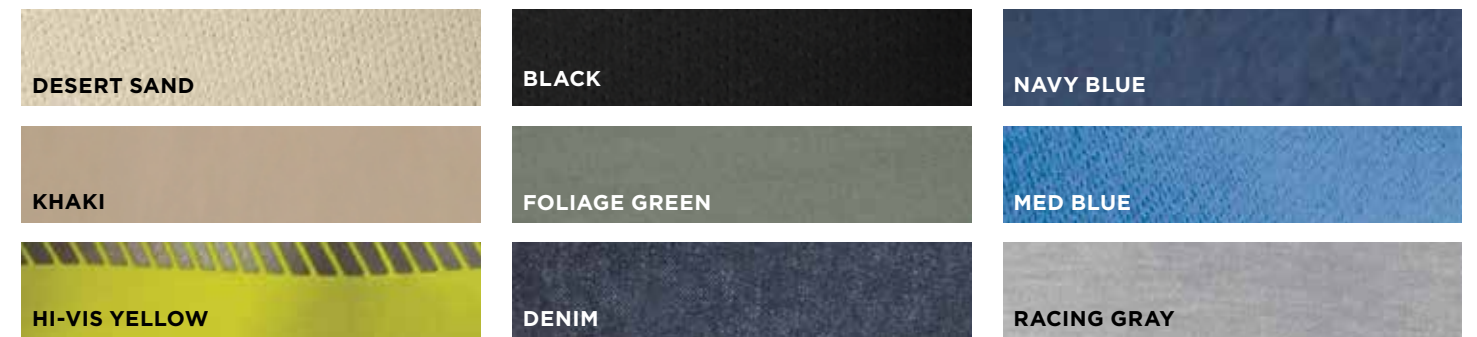 DESERT SAND
BLACK
NAVY BLUE
KHAKI
FOLIAGE GREEN
MED BLUE
HI-VIS YELLOW
DENIM
RACING GRAY